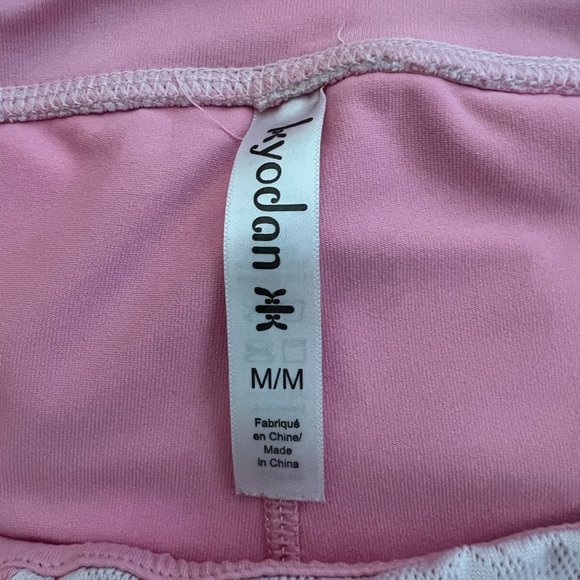 kyodan
M/M
Fabriqué
en Chine/
Made
in China